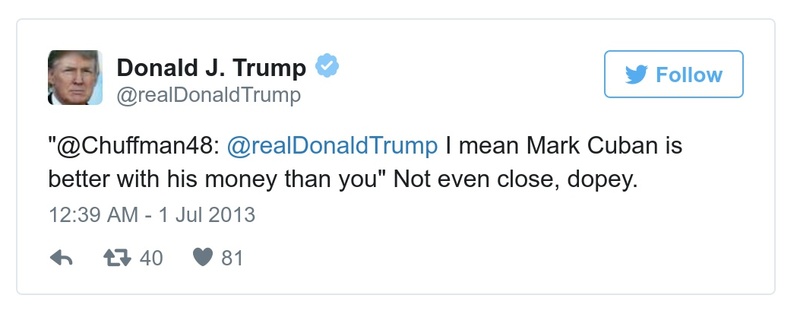 Donald J. Trump
@realDonaldTrump
Follow
"@Chuffman48: @realDonaldTrump I mean Mark Cuban is
better with his money than you" Not even close, dopey.
12:39 AM - 1 Jul 2013
40 81